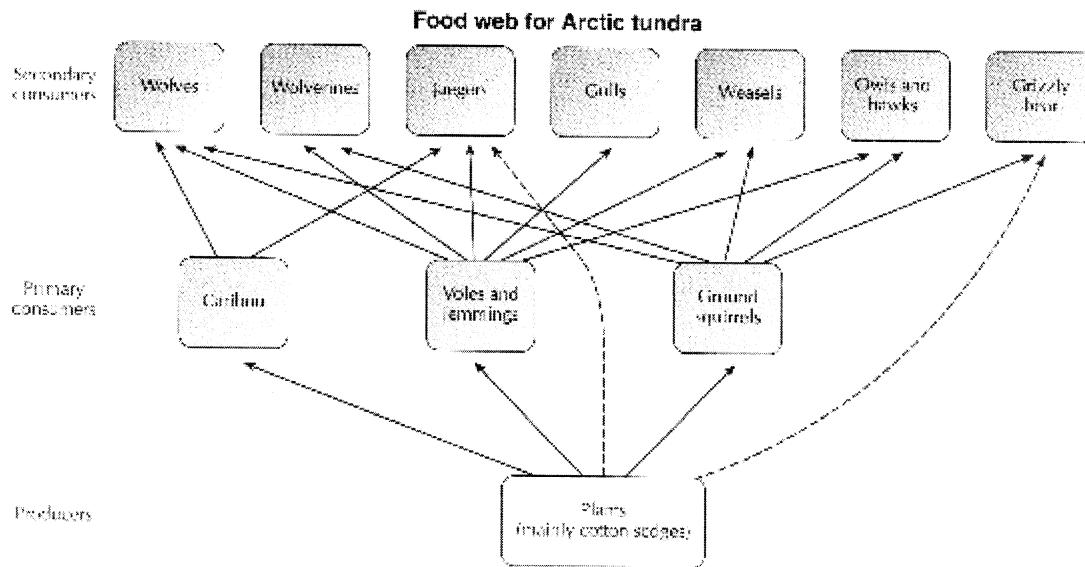 Food web for Arctic tundra
Secondary
consumers
Wolves
Wolverines
Jaegers
Gulls
Weasels
Owls and
hawks
Grizzly
bear
Primary
consumers
Caribou
Voles and
lemmings
Ground
squirrels
Producers
Plants
(mainly cotton sedges)